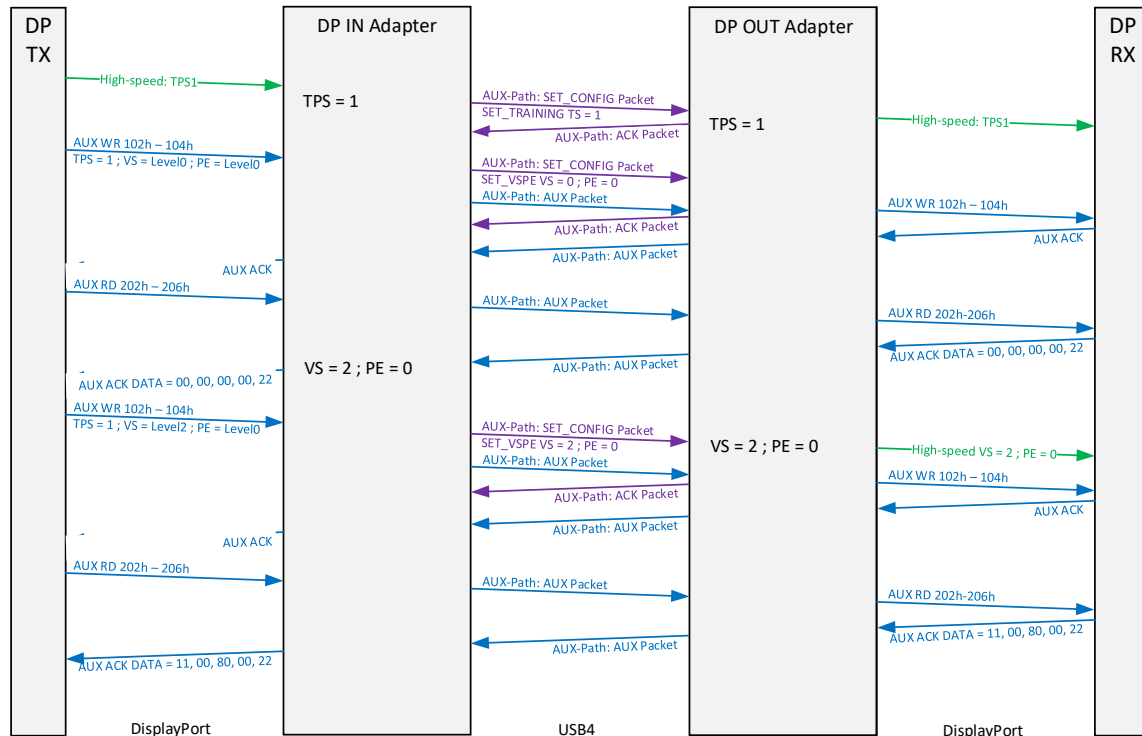 DP
TX
DP IN Adapter
DP OUT Adapter
DP
RX
High-speed: TPS1
TPS = 1
AUX-Path: SET_CONFIG Packet
SET_TRAINING TS = 1
AUX-Path: ACK Packet
TPS = 1
High-speed: TPS1
AUX WR 102h – 104h
TPS = 1 ; VS = Level0 ; PE = Level0
AUX-Path: SET_CONFIG Packet
SET_VSPE VS = 0 ; PE = 0
AUX-Path: AUX Packet
AUX WR 102h – 104h
AUX-Path: ACK Packet
AUX ACK
AUX-Path: AUX Packet
AUX ACK
AUX RD 202h – 206h
AUX-Path: AUX Packet
AUX RD 202h-206h
AUX ACK DATA = 00, 00, 00, 00, 22
AUX-Path: AUX Packet
VS = 2 ; PE = 0
AUX ACK DATA = 00, 00, 00, 00, 22
AUX WR 102h – 104h
TPS = 1 ; VS = Level2 ; PE = Level0
AUX-Path: SET_CONFIG Packet
SET_VSPE VS = 2 ; PE = 0
VS = 2 ; PE = 0
High-speed VS = 2 ; PE = 0
AUX-Path: AUX Packet
AUX WR 102h – 104h
AUX-Path: ACK Packet
AUX ACK
AUX-Path: AUX Packet
AUX ACK
AUX RD 202h – 206h
AUX-Path: AUX Packet
AUX RD 202h-206h
AUX ACK DATA = 11, 00, 80, 00, 22
AUX-Path: AUX Packet
AUX ACK DATA = 11, 00, 80, 00, 22
DisplayPort
USB4
DisplayPort